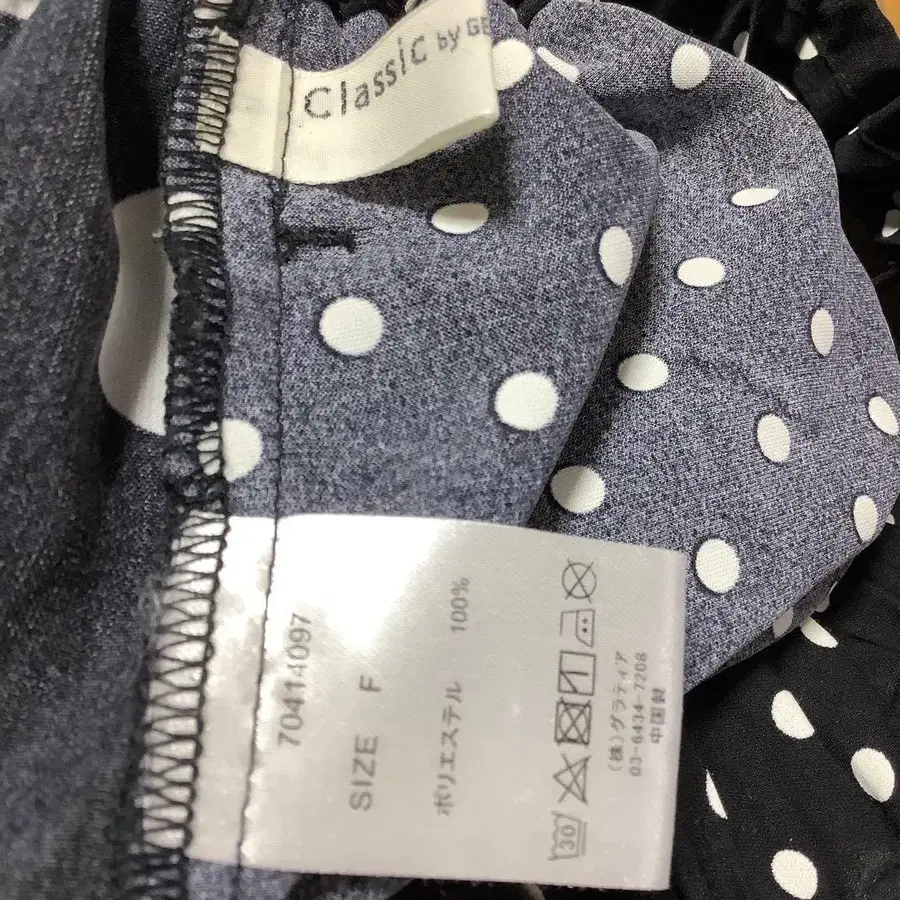 Classic by GE
70414097
SIZE F
ポリエステル 100%
30
(株)グラティア
03-6434-7208
中国製